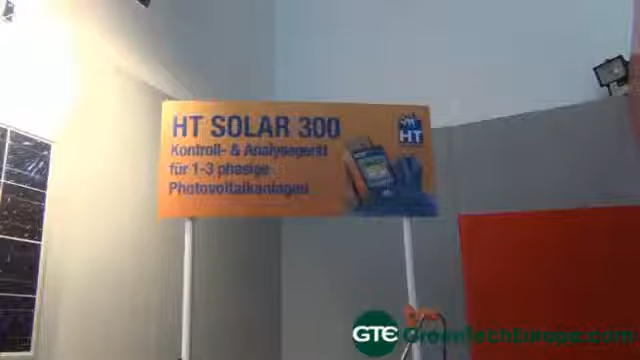 HT SOLAR 300
Kontroll- & Analysegerät
für 1-3 phasige
Photovoltaikanlagen
HT
GTE GreenTechEurope.com